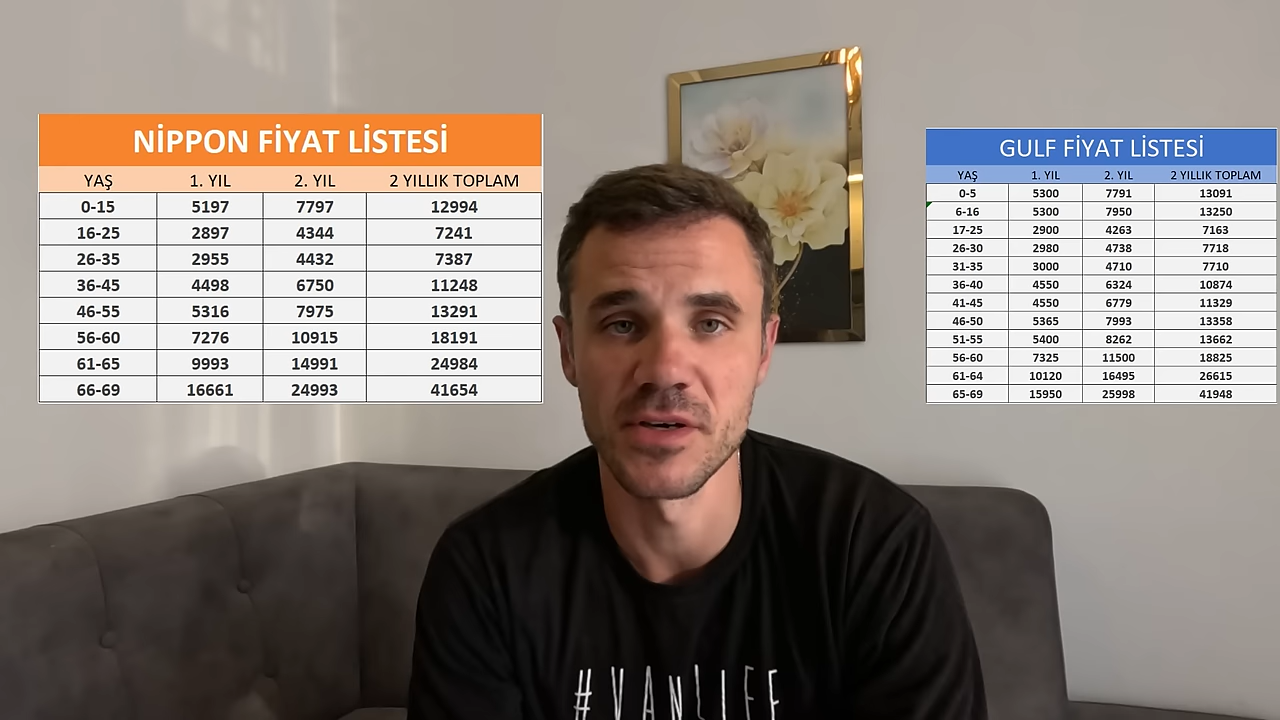 NİPPON FİYAT LİSTESİ
YAŞ 1. YIL 2. YIL 2 YILLIK TOPLAM
0-15 5197 7797 12994
16-25 2897 4344 7241
26-35 2955 4432 7387
36-45 4498 6750 11248
46-55 5316 7975 13291
56-60 7276 10915 18191
61-65 9993 14991 24984
66-69 16661 24993 41654
GULF FİYAT LİSTESİ
YAŞ 1. YIL 2. YIL 2 YILLIK TOPLAM
0-5 5300 7791 13091
6-16 5300 7950 13250
17-25 2900 4263 7163
26-30 2980 4738 7718
31-35 3000 4710 7710
36-40 4550 6324 10874
41-45 4550 6779 11329
46-50 5365 7993 13358
51-55 5400 8262 13662
56-60 7325 11500 18825
61-64 10120 16495 26615
65-69 15950 25998 41948
#VANLIFE